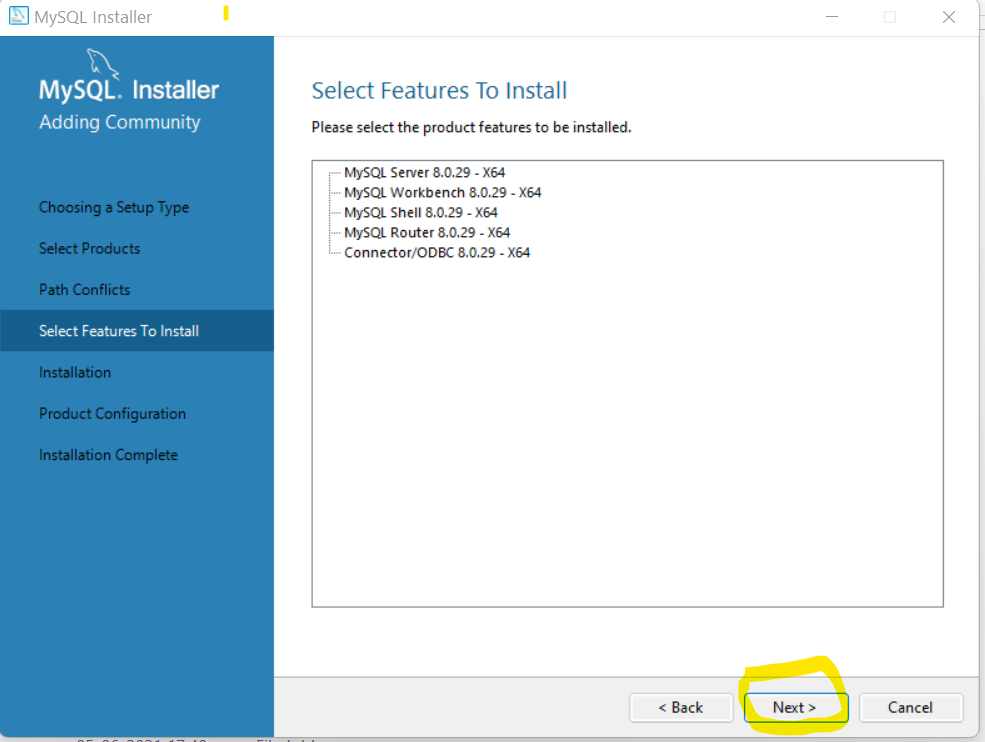 MySQL Installer
MySQL. Installer
Adding Community
Choosing a Setup Type
Select Products
Path Conflicts
Select Features To Install
Installation
Product Configuration
Installation Complete
Select Features To Install
Please select the product features to be installed.
MySQL Server 8.0.29 - X64
MySQL Workbench 8.0.29 - X64
MySQL Shell 8.0.29 - X64
MySQL Router 8.0.29 - X64
Connector/ODBC 8.0.29 - X64
< Back
Next >
Cancel